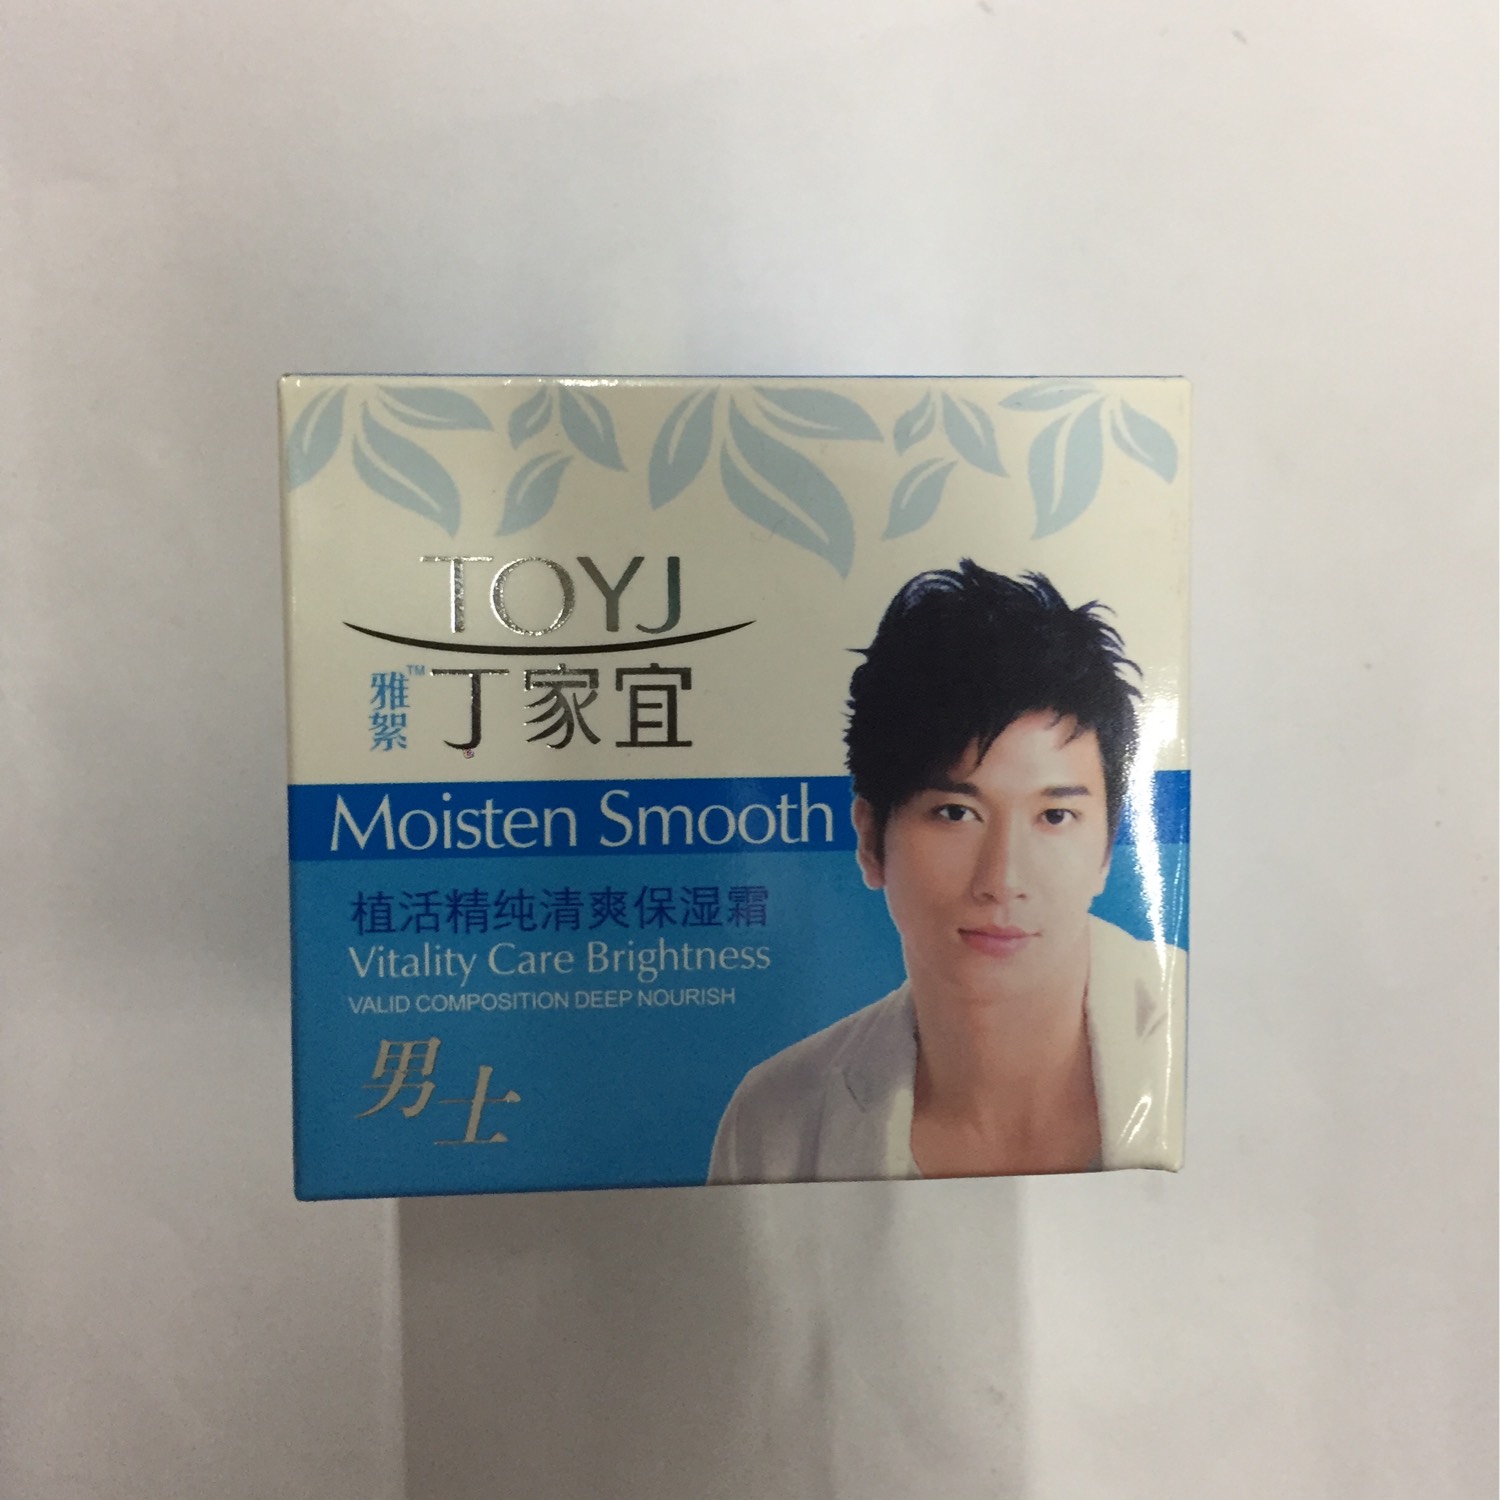 TOYJ
雅絮™ 丁家宜
Moisten Smooth
植活精纯清爽保湿霜
Vitality Care Brightness
VALID COMPOSITION DEEP NOURISH
男士